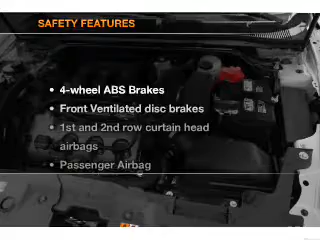 SAFETY FEATURES
• 4-wheel ABS Brakes
• Front Ventilated disc brakes
• 1st and 2nd row curtain head
airbags
• Passenger Airbag